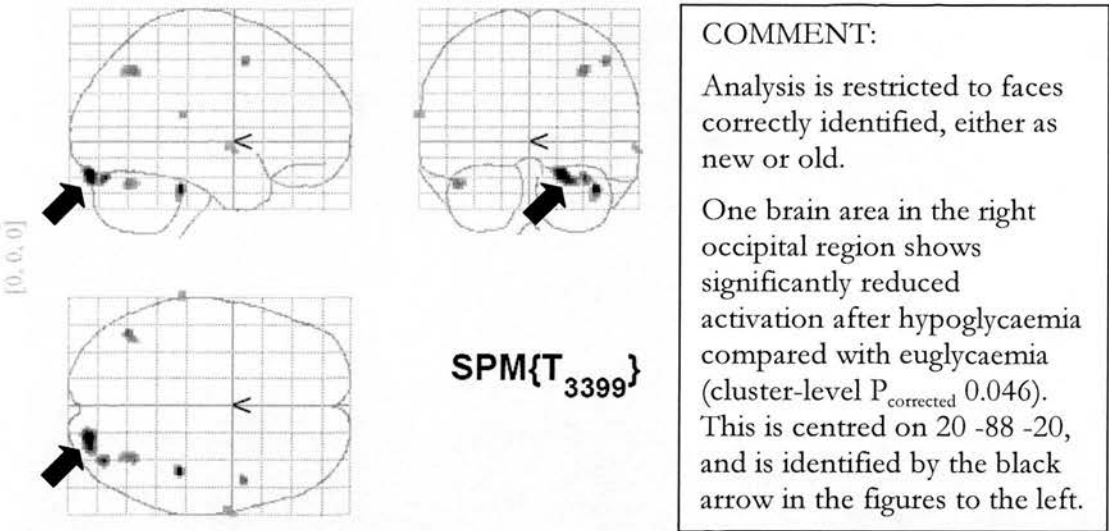 [0, 0, 0]
<
<
<
SPM{T3399}
COMMENT:
Analysis is restricted to faces
correctly identified, either as
new or old.
One brain area in the right
occipital region shows
significantly reduced
activation after hypoglycaemia
compared with euglycaemia
(cluster-level Pcorrected 0.046).
This is centred on 20 -88 -20,
and is identified by the black
arrow in the figures to the left.